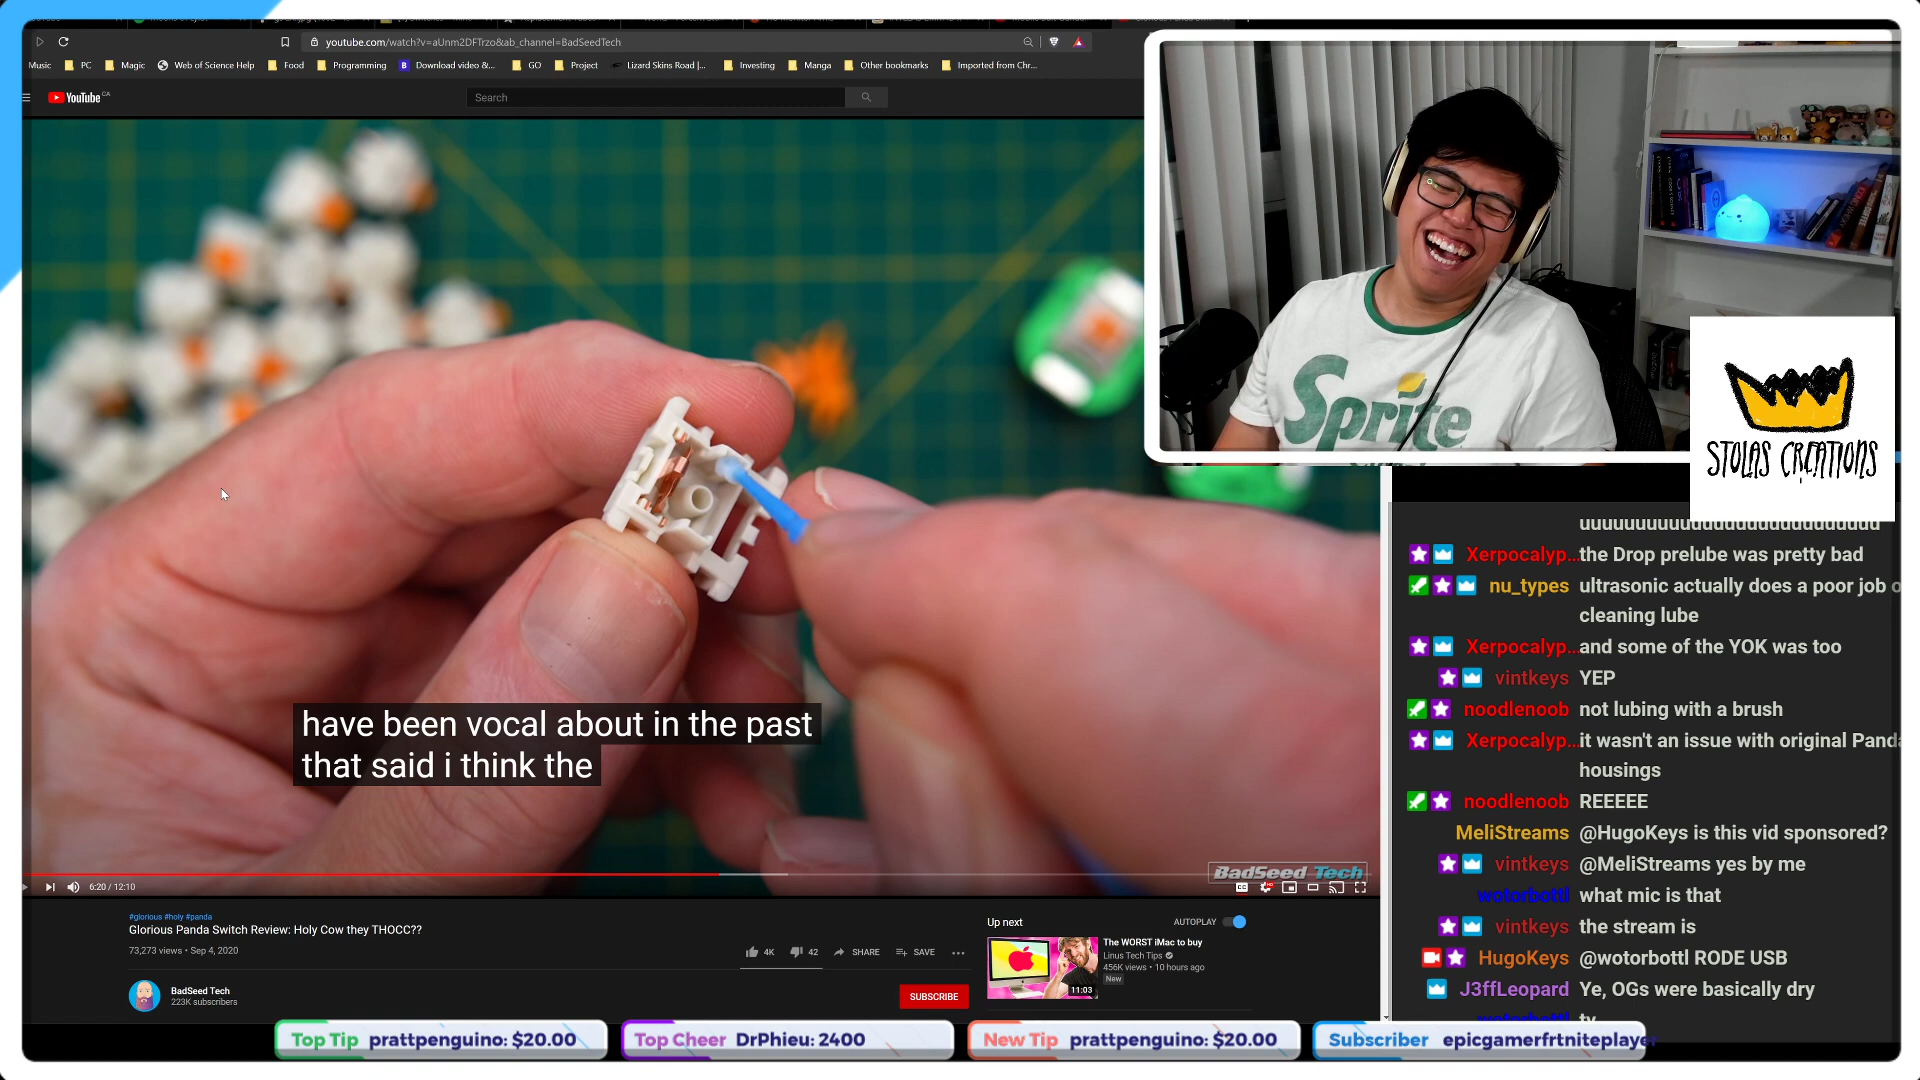 youtube.com/watch?v=aUnm2DFTrzo&ab_channel=BadSeedTech
Music PC Magic Web of Science Help Food Programming Download video &... GO Project Lizard Skins Road |... Investing Manga Other bookmarks Imported from Chr...
YouTube CA
Search
Sprite
STOLAS CREATIONS
have been vocal about in the past
that said i think the
BadSeed Tech
6:20 / 12:10
#glorious #holy #panda
Glorious Panda Switch Review: Holy Cow they THOCC??
73,273 views • Sep 4, 2020
4K 42 SHARE SAVE
BadSeed Tech
223K subscribers
SUBSCRIBE
Up next
AUTOPLAY
The WORST iMac to buy
Linus Tech Tips
456K views • 10 hours ago
New
11:03
Xerpocalyp... the Drop prelube was pretty bad
nu_types ultrasonic actually does a poor job o
cleaning lube
Xerpocalyp... and some of the YOK was too
vintkeys YEP
noodlenoob not lubing with a brush
Xerpocalyp... it wasn't an issue with original Panda
housings
noodlenoob REEEEE
MeliStreams @HugoKeys is this vid sponsored?
vintkeys @MeliStreams yes by me
wotorbottl what mic is that
vintkeys the stream is
HugoKeys @wotorbottl RODE USB
J3ffLeopard Ye, OGs were basically dry
wotorbottl ty
Top Tip prattpenguino: $20.00
Top Cheer DrPhieu: 2400
New Tip prattpenguino: $20.00
Subscriber epicgamerfrtniteplayer